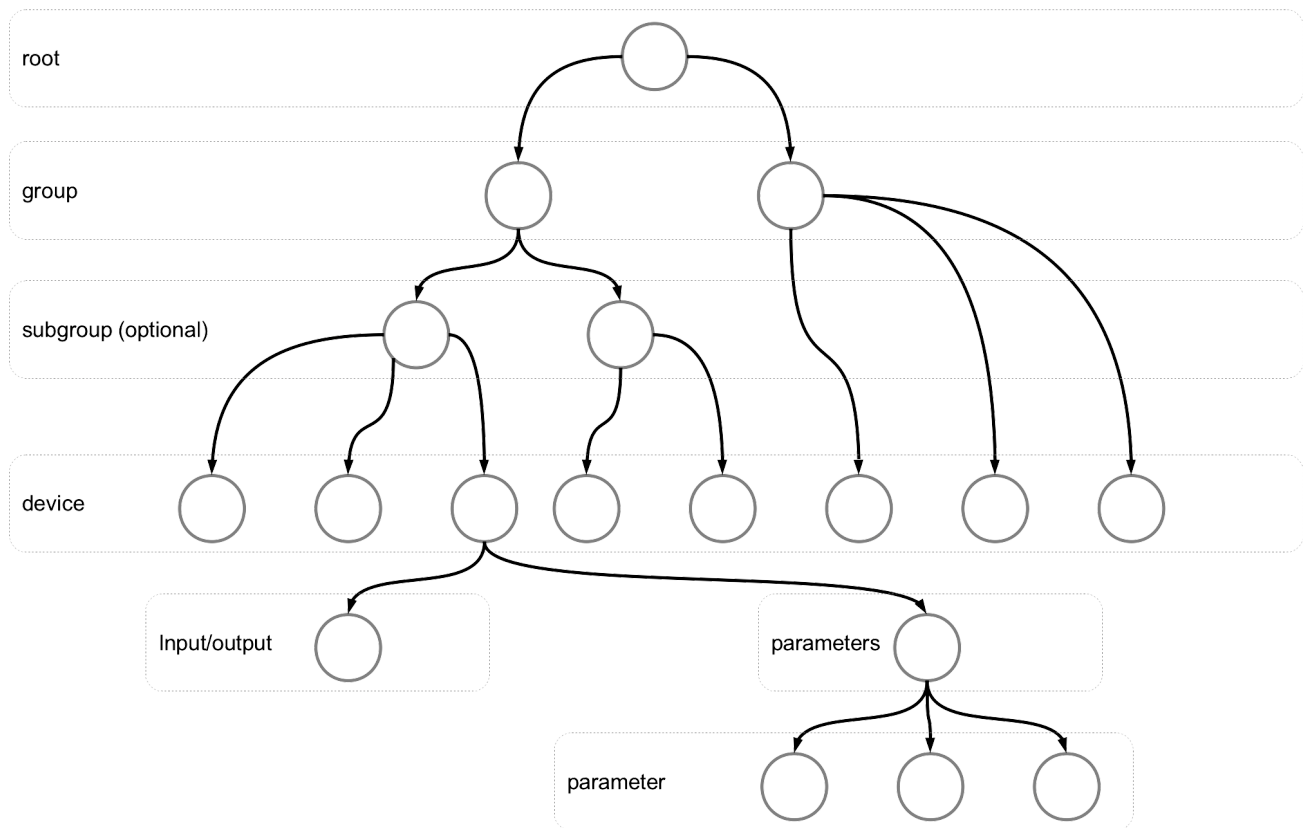 root
group
subgroup (optional)
device
Input/output
parameters
parameter